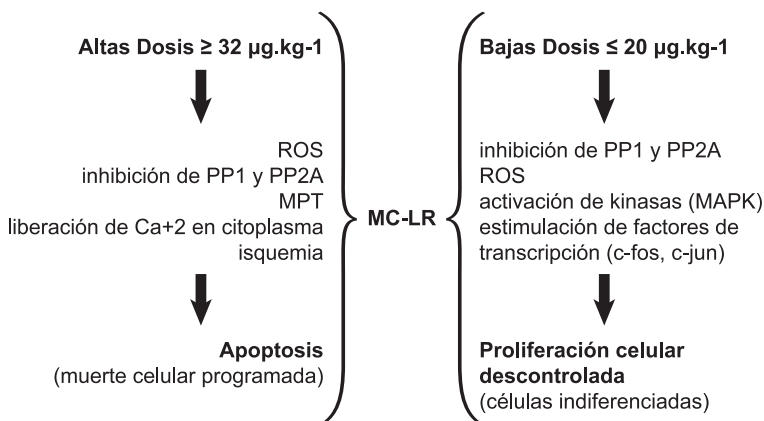 Altas Dosis ≥ 32 µg.kg-1
ROS
inhibición de PP1 y PP2A
MPT
liberación de Ca+2 en citoplasma
isquemia
Apoptosis
(muerte celular programada)
MC-LR
Bajas Dosis ≤ 20 µg.kg-1
inhibición de PP1 y PP2A
ROS
activación de kinasas (MAPK)
estimulación de factores de
transcripción (c-fos, c-jun)
Proliferación celular
descontrolada
(células indiferenciadas)